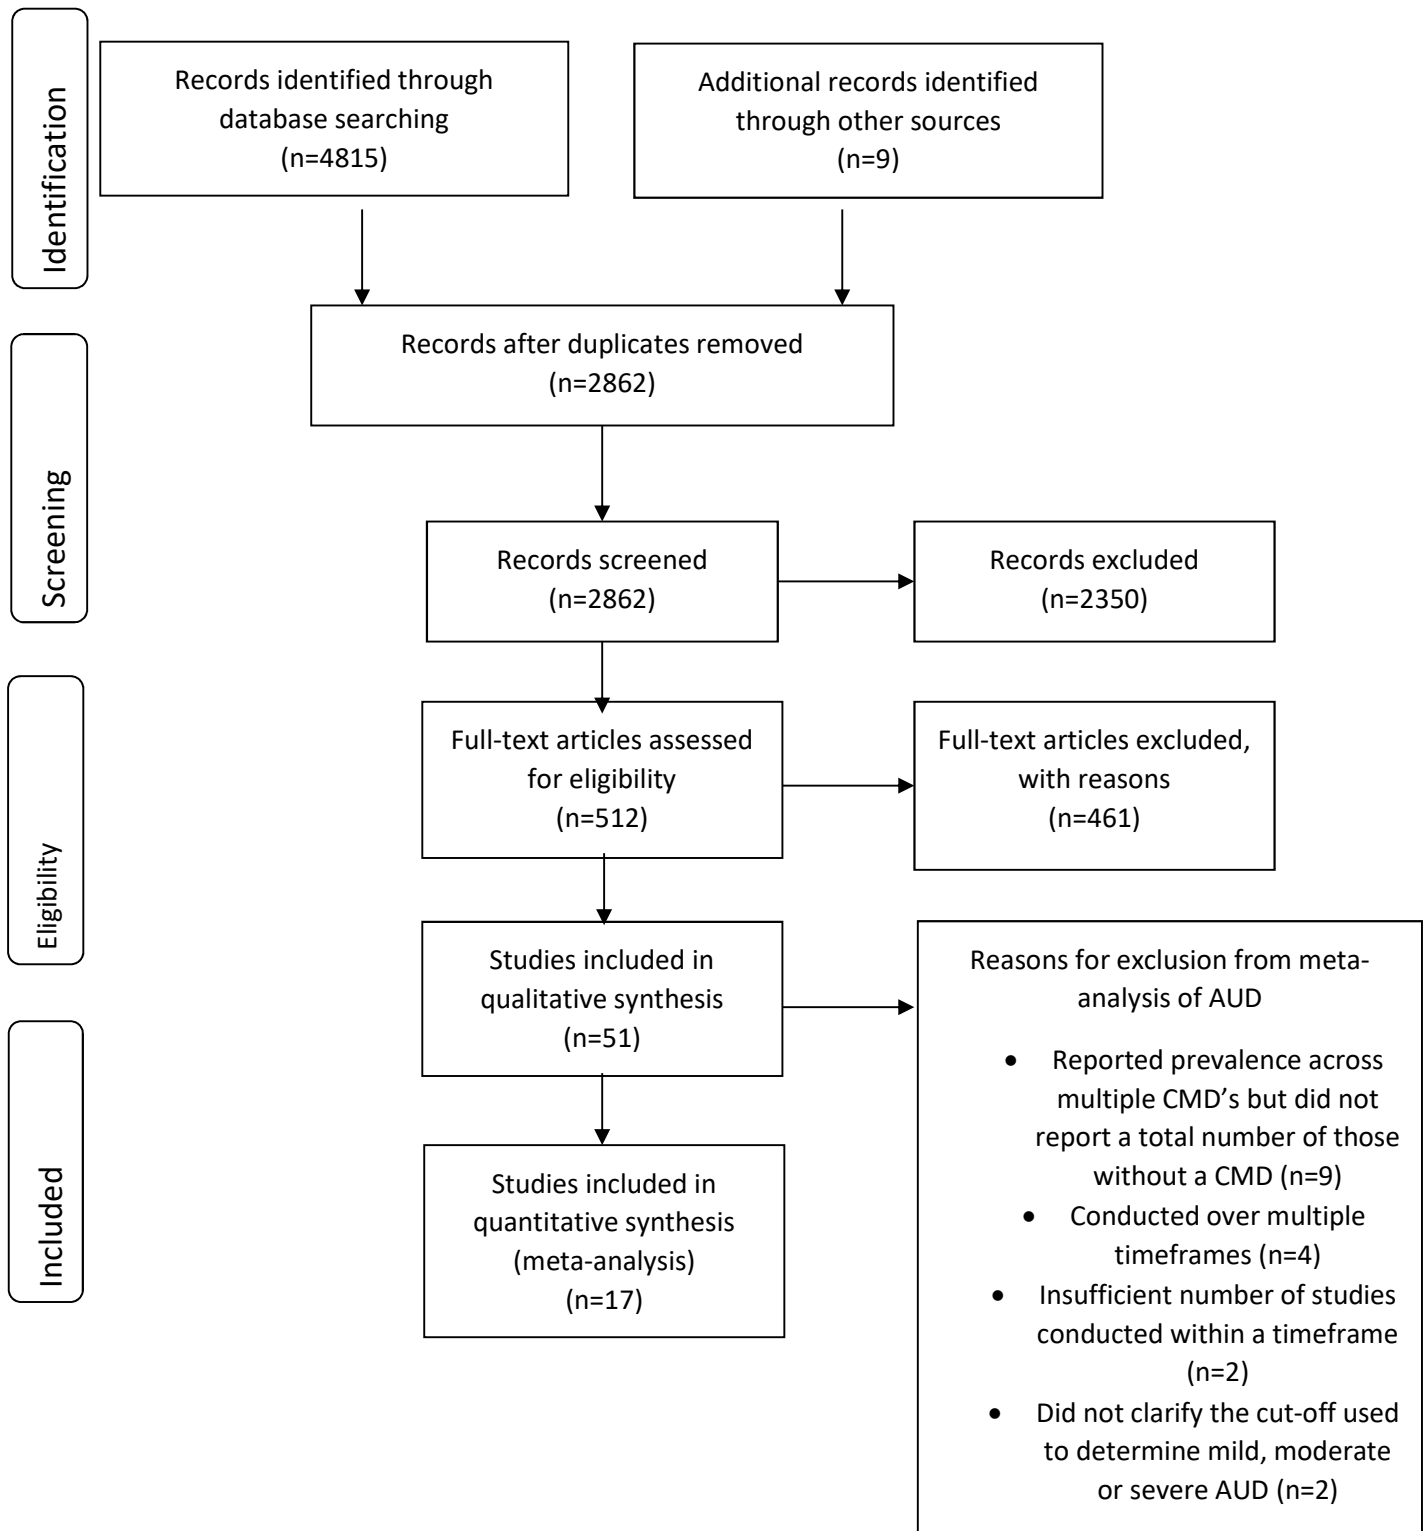 Identification
Records identified through
database searching
(n=4815)
Additional records identified
through other sources
(n=9)
Records after duplicates removed
(n=2862)
Screening
Records screened
(n=2862)
Records excluded
(n=2350)
Eligibility
Full-text articles assessed
for eligibility
(n=512)
Full-text articles excluded,
with reasons
(n=461)
Studies included in
qualitative synthesis
(n=51)
Reasons for exclusion from meta-
analysis of AUD
• Reported prevalence across
multiple CMD’s but did not
report a total number of those
without a CMD (n=9)
• Conducted over multiple
timeframes (n=4)
• Insufficient number of studies
conducted within a timeframe
(n=2)
• Did not clarify the cut-off used
to determine mild, moderate
or severe AUD (n=2)
Included
Studies included in
quantitative synthesis
(meta-analysis)
(n=17)